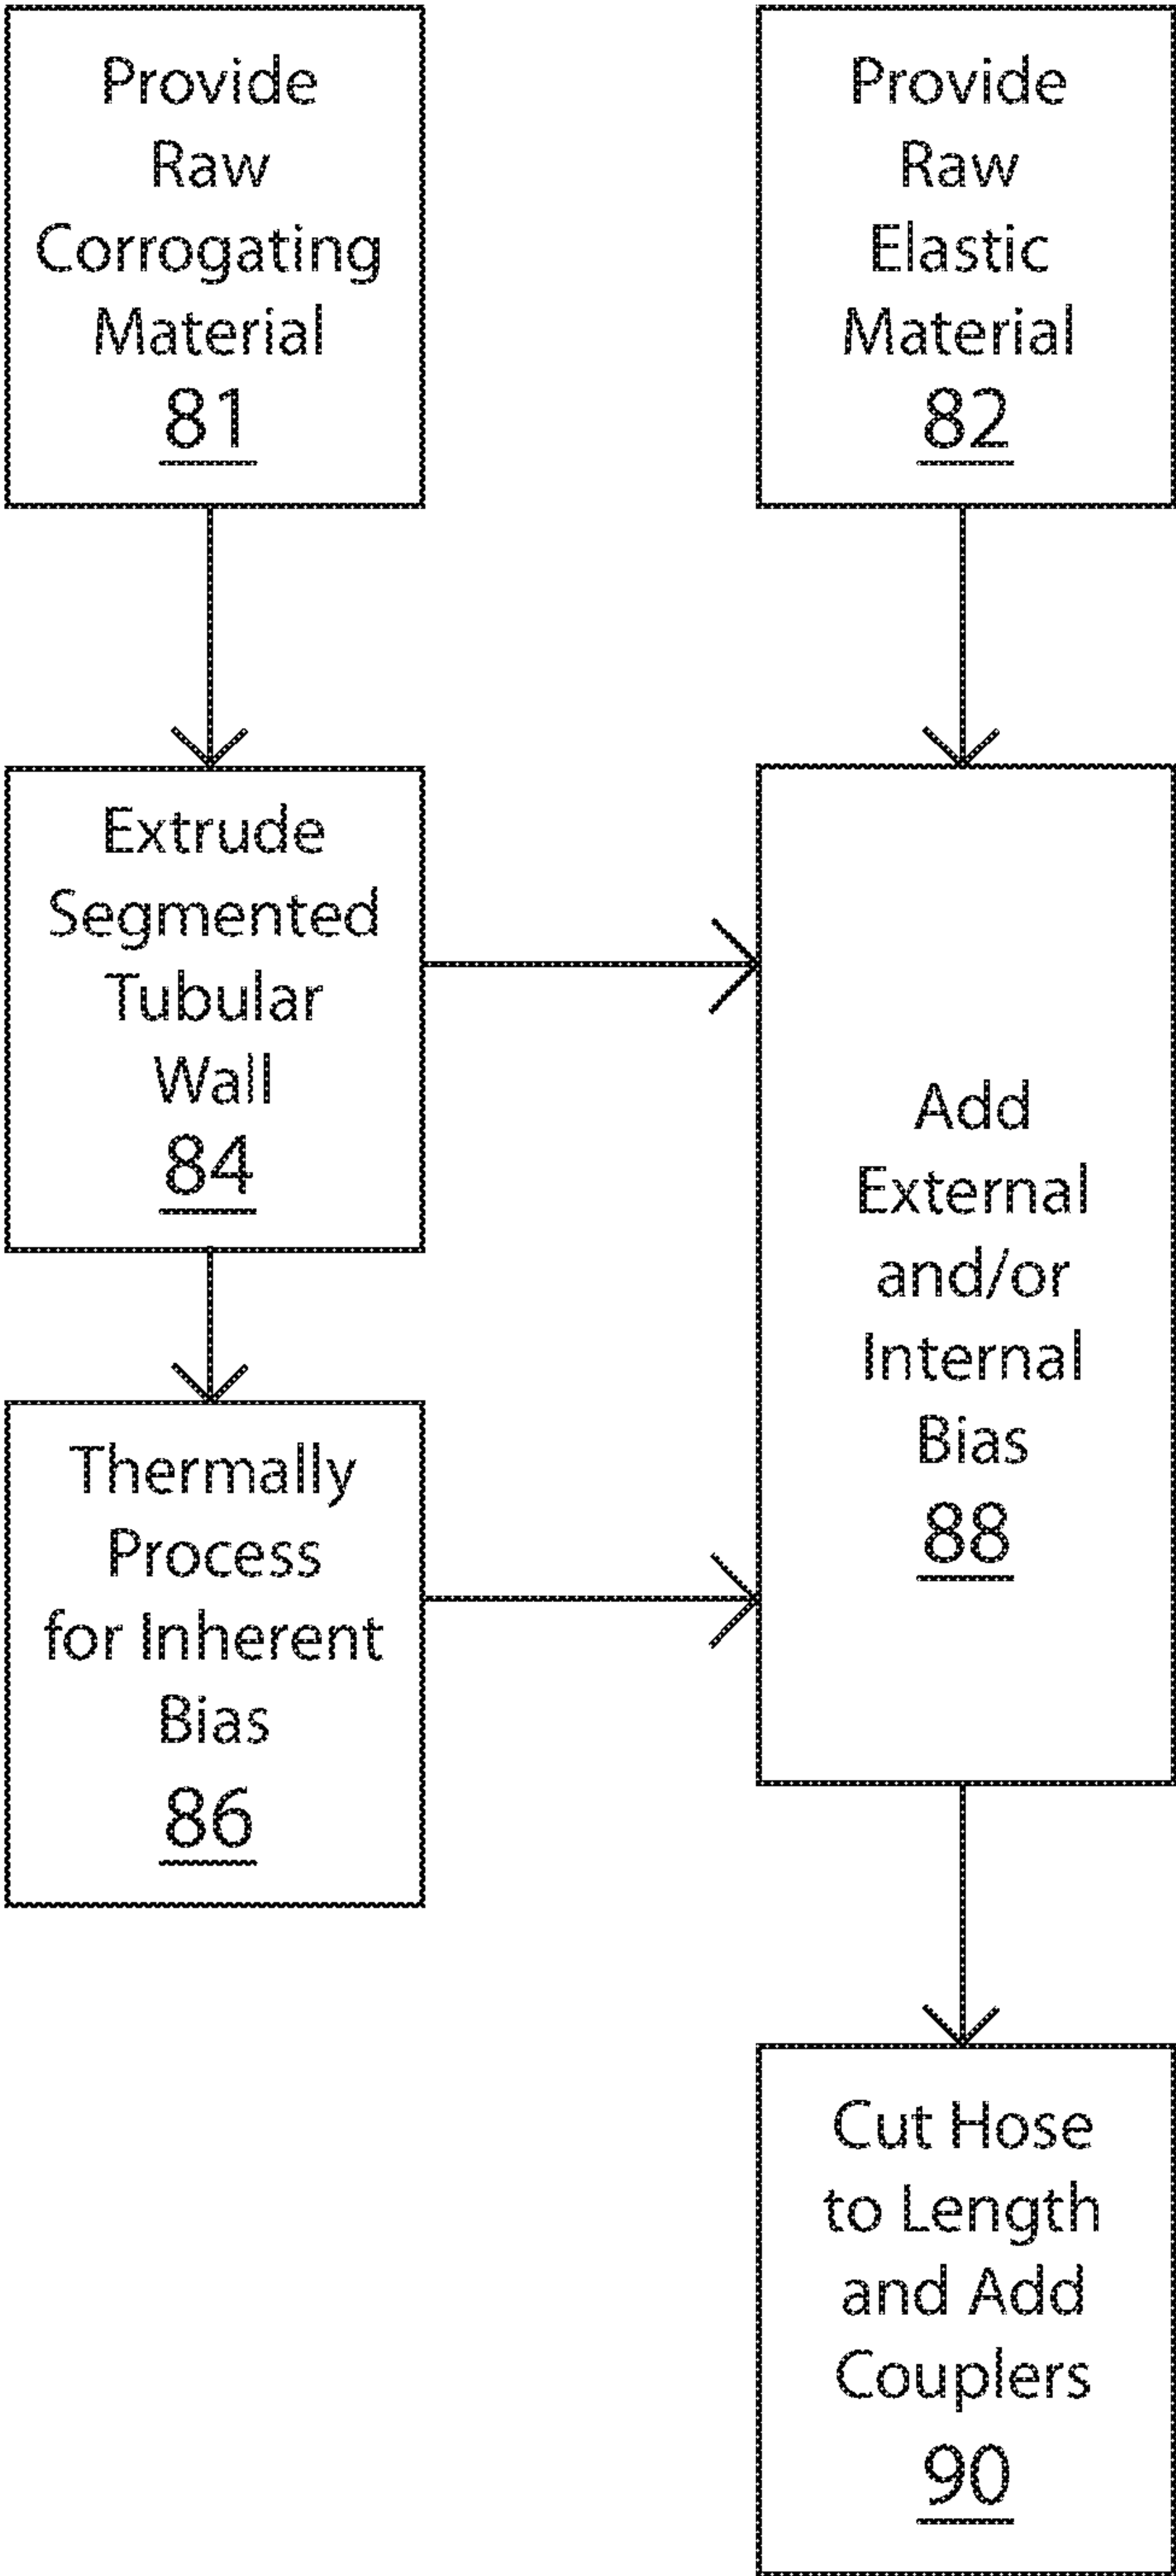 Provide
Raw
Corrogating
Material
81
Provide
Raw
Elastic
Material
82
Extrude
Segmented
Tubular
Wall
84
Thermally
Process
for Inherent
Bias
86
Add
External
and/or
Internal
Bias
88
Cut Hose
to Length
and Add
Couplers
90